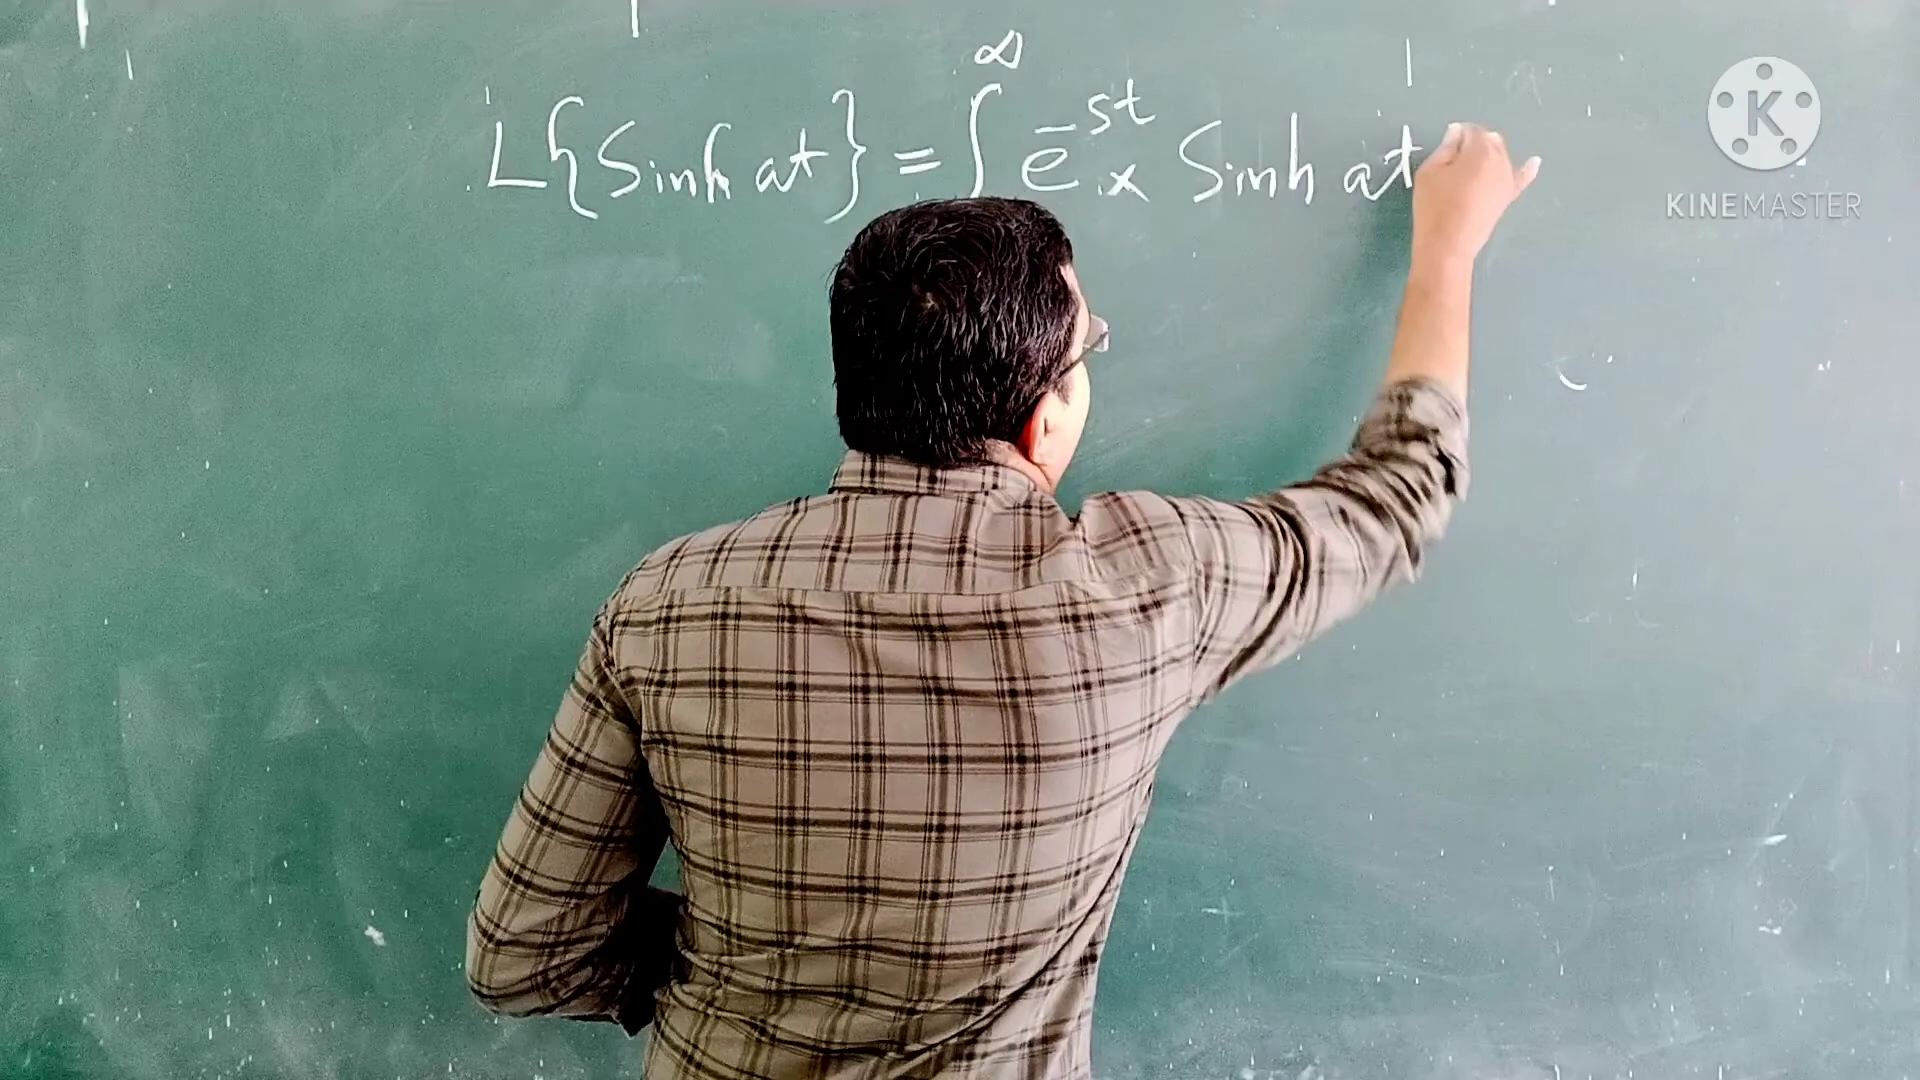 ∞
L{Sinh at} = ∫ e^-st x Sinh at
K
KINEMASTER